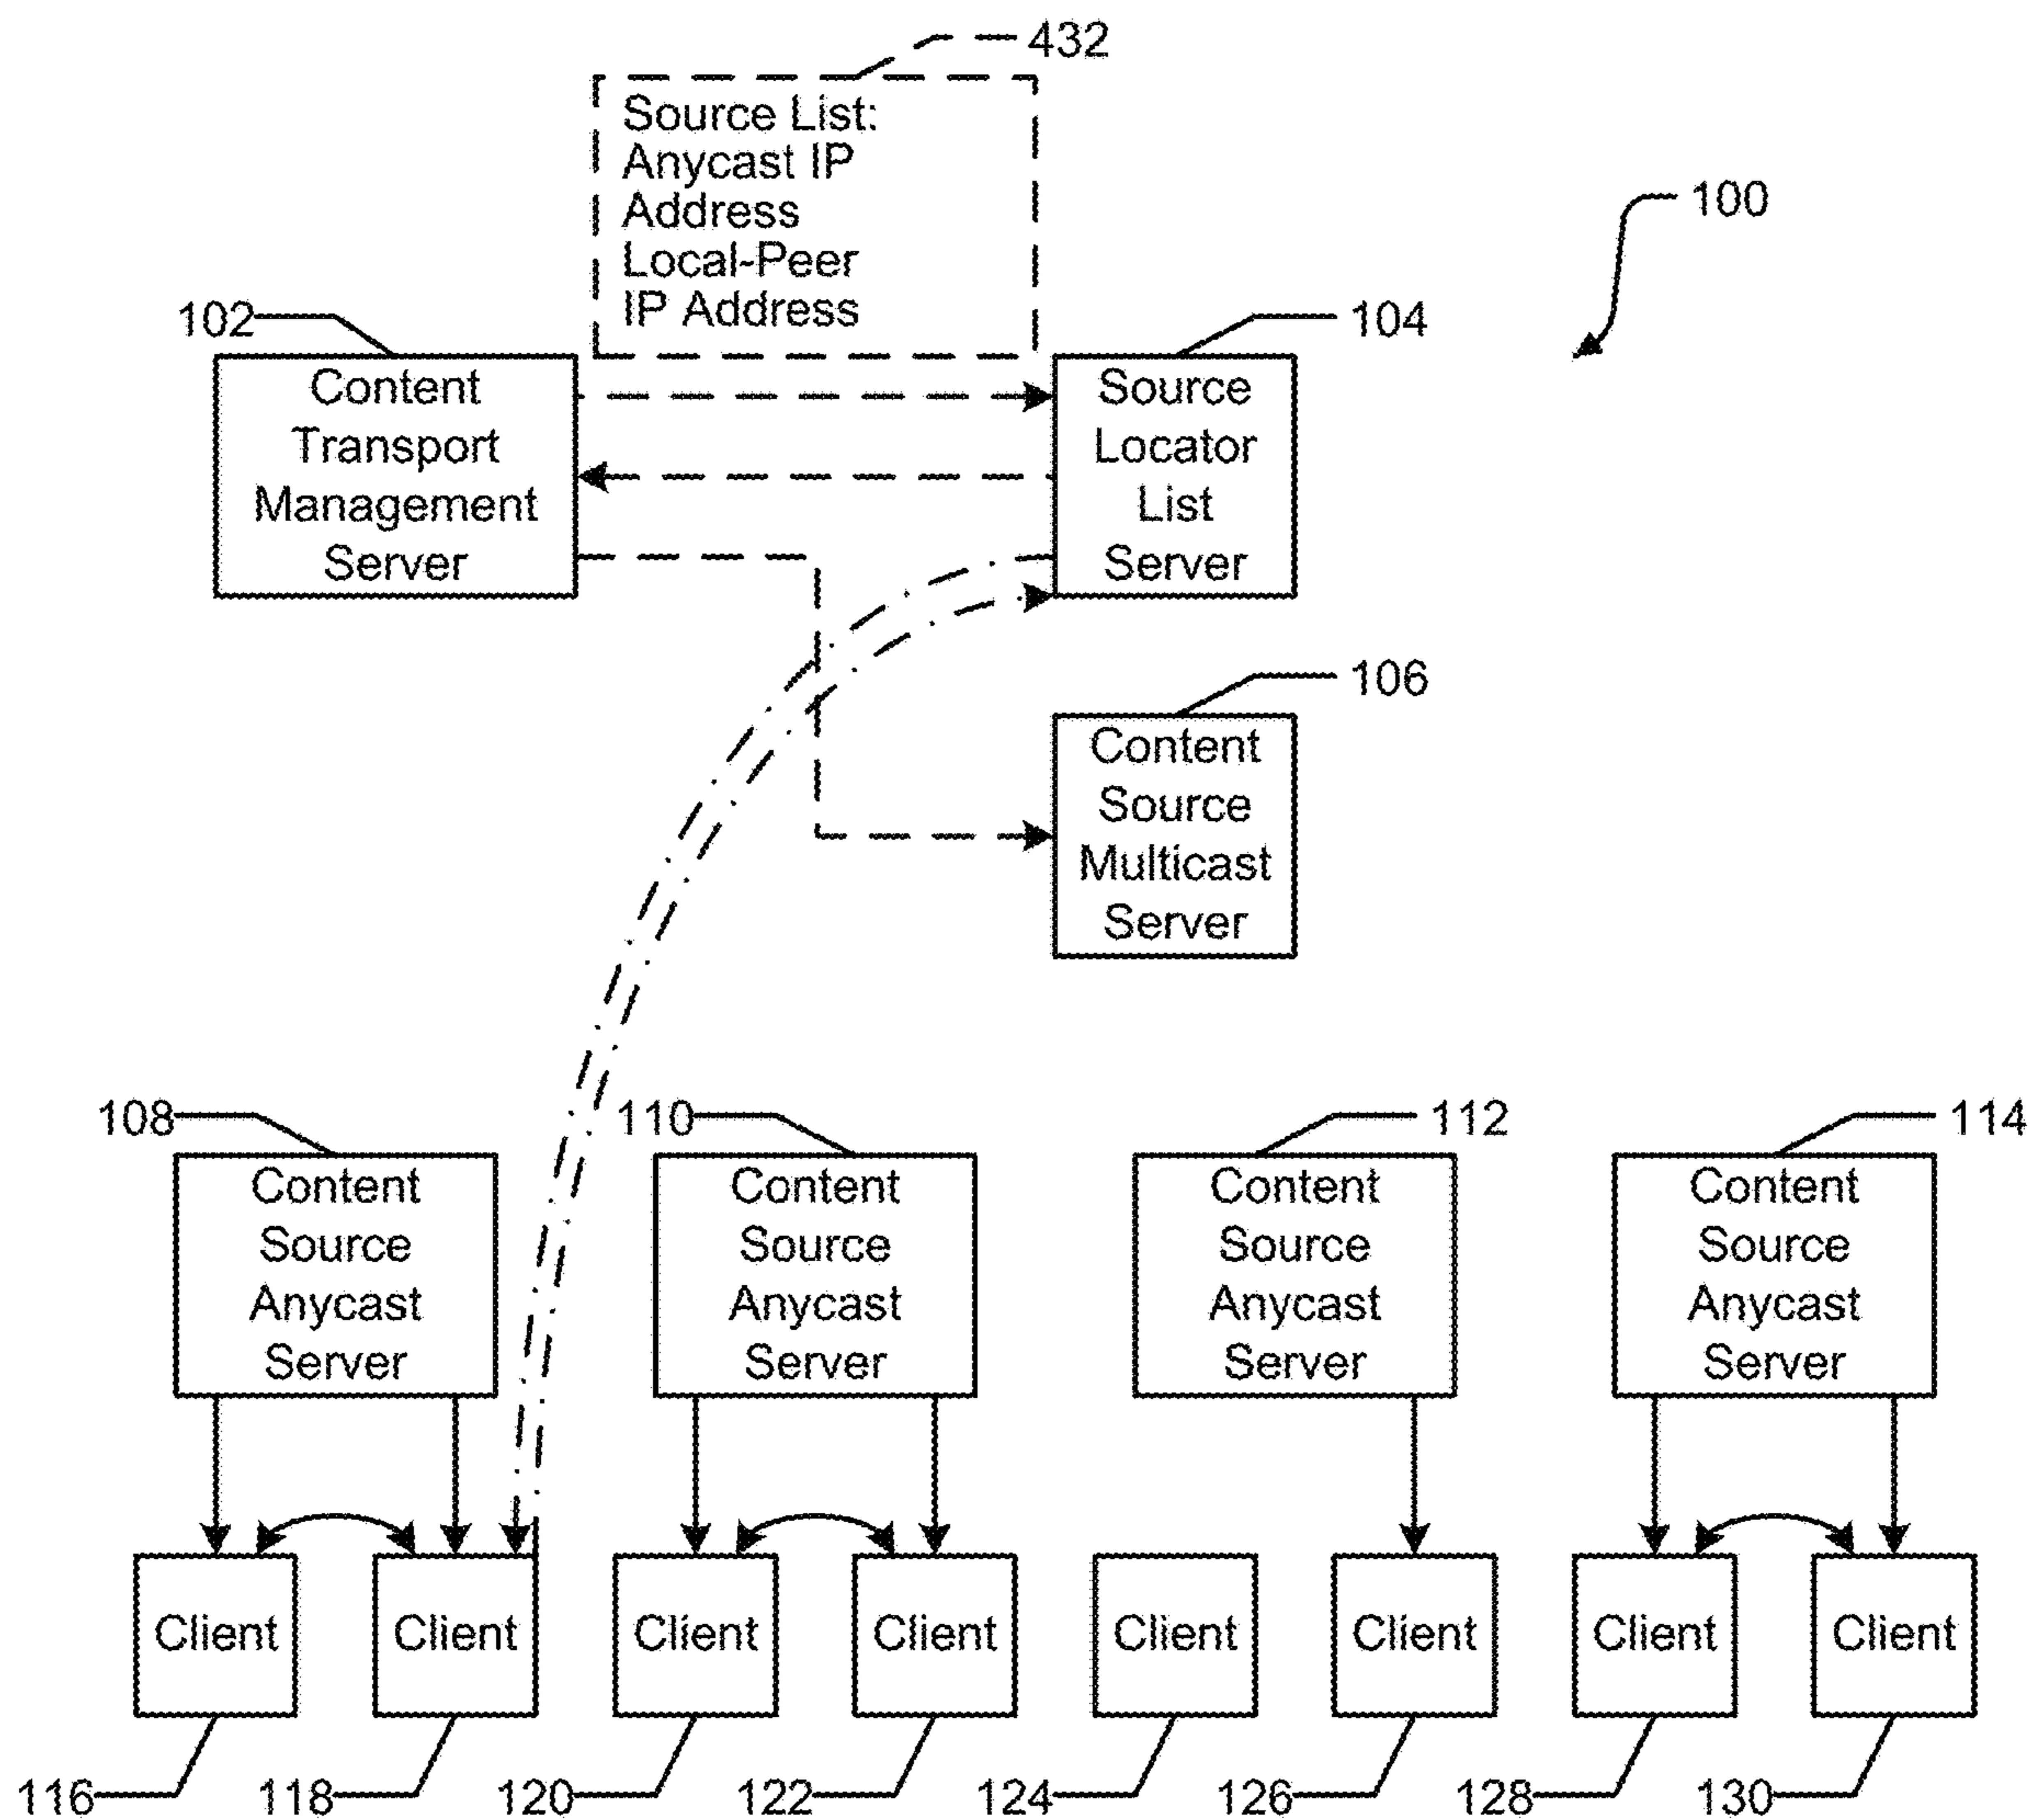 432
Source List:
Anycast IP
Address
Local-Peer
IP Address
100
102
104
Content
Transport
Management
Server
Source
Locator
List
Server
106
Content
Source
Multicast
Server
108
110
112
114
Content
Source
Anycast
Server
Content
Source
Anycast
Server
Content
Source
Anycast
Server
Content
Source
Anycast
Server
Client
Client
Client
Client
Client
Client
Client
Client
116
118
120
122
124
126
128
130